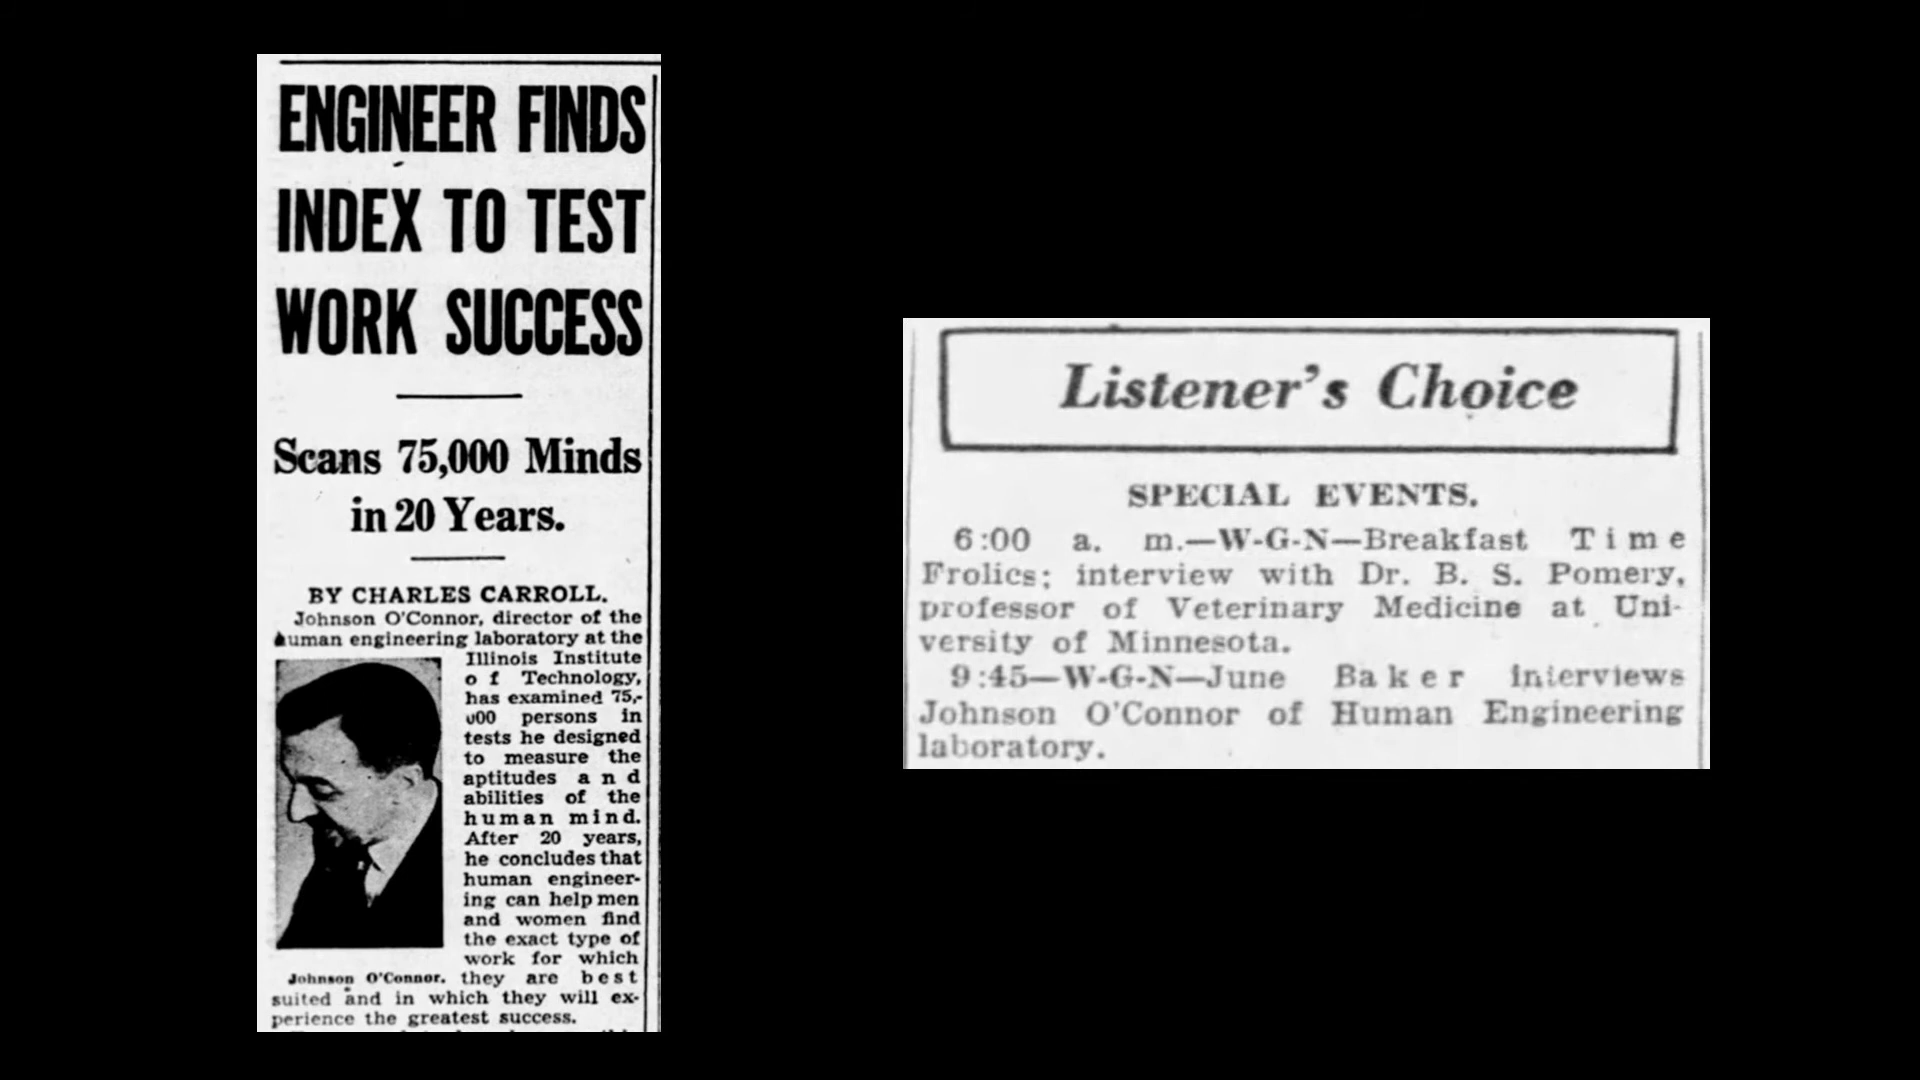 ENGINEER FINDS
INDEX TO TEST
WORK SUCCESS
Scans 75,000 Minds
in 20 Years.
BY CHARLES CARROLL.
Johnson O'Connor, director of the
human engineering laboratory at the
Illinois Institute
of Technology,
has examined 75,-
000 persons in
tests he designed
to measure the
aptitudes and
abilities of the
human mind.
After 20 years,
he concludes that
human engineer-
ing can help men
and women find
the exact type of
work for which
Johnson O'Connor. they are best
suited and in which they will ex-
perience the greatest success.
Listener's Choice
SPECIAL EVENTS.
6:00 a. m.—W-G-N—Breakfast Time
Frolics; interview with Dr. B. S. Pomery,
professor of Veterinary Medicine at Uni-
versity of Minnesota.
9:45—W-G-N—June Baker interviews
Johnson O'Connor of Human Engineering
laboratory.